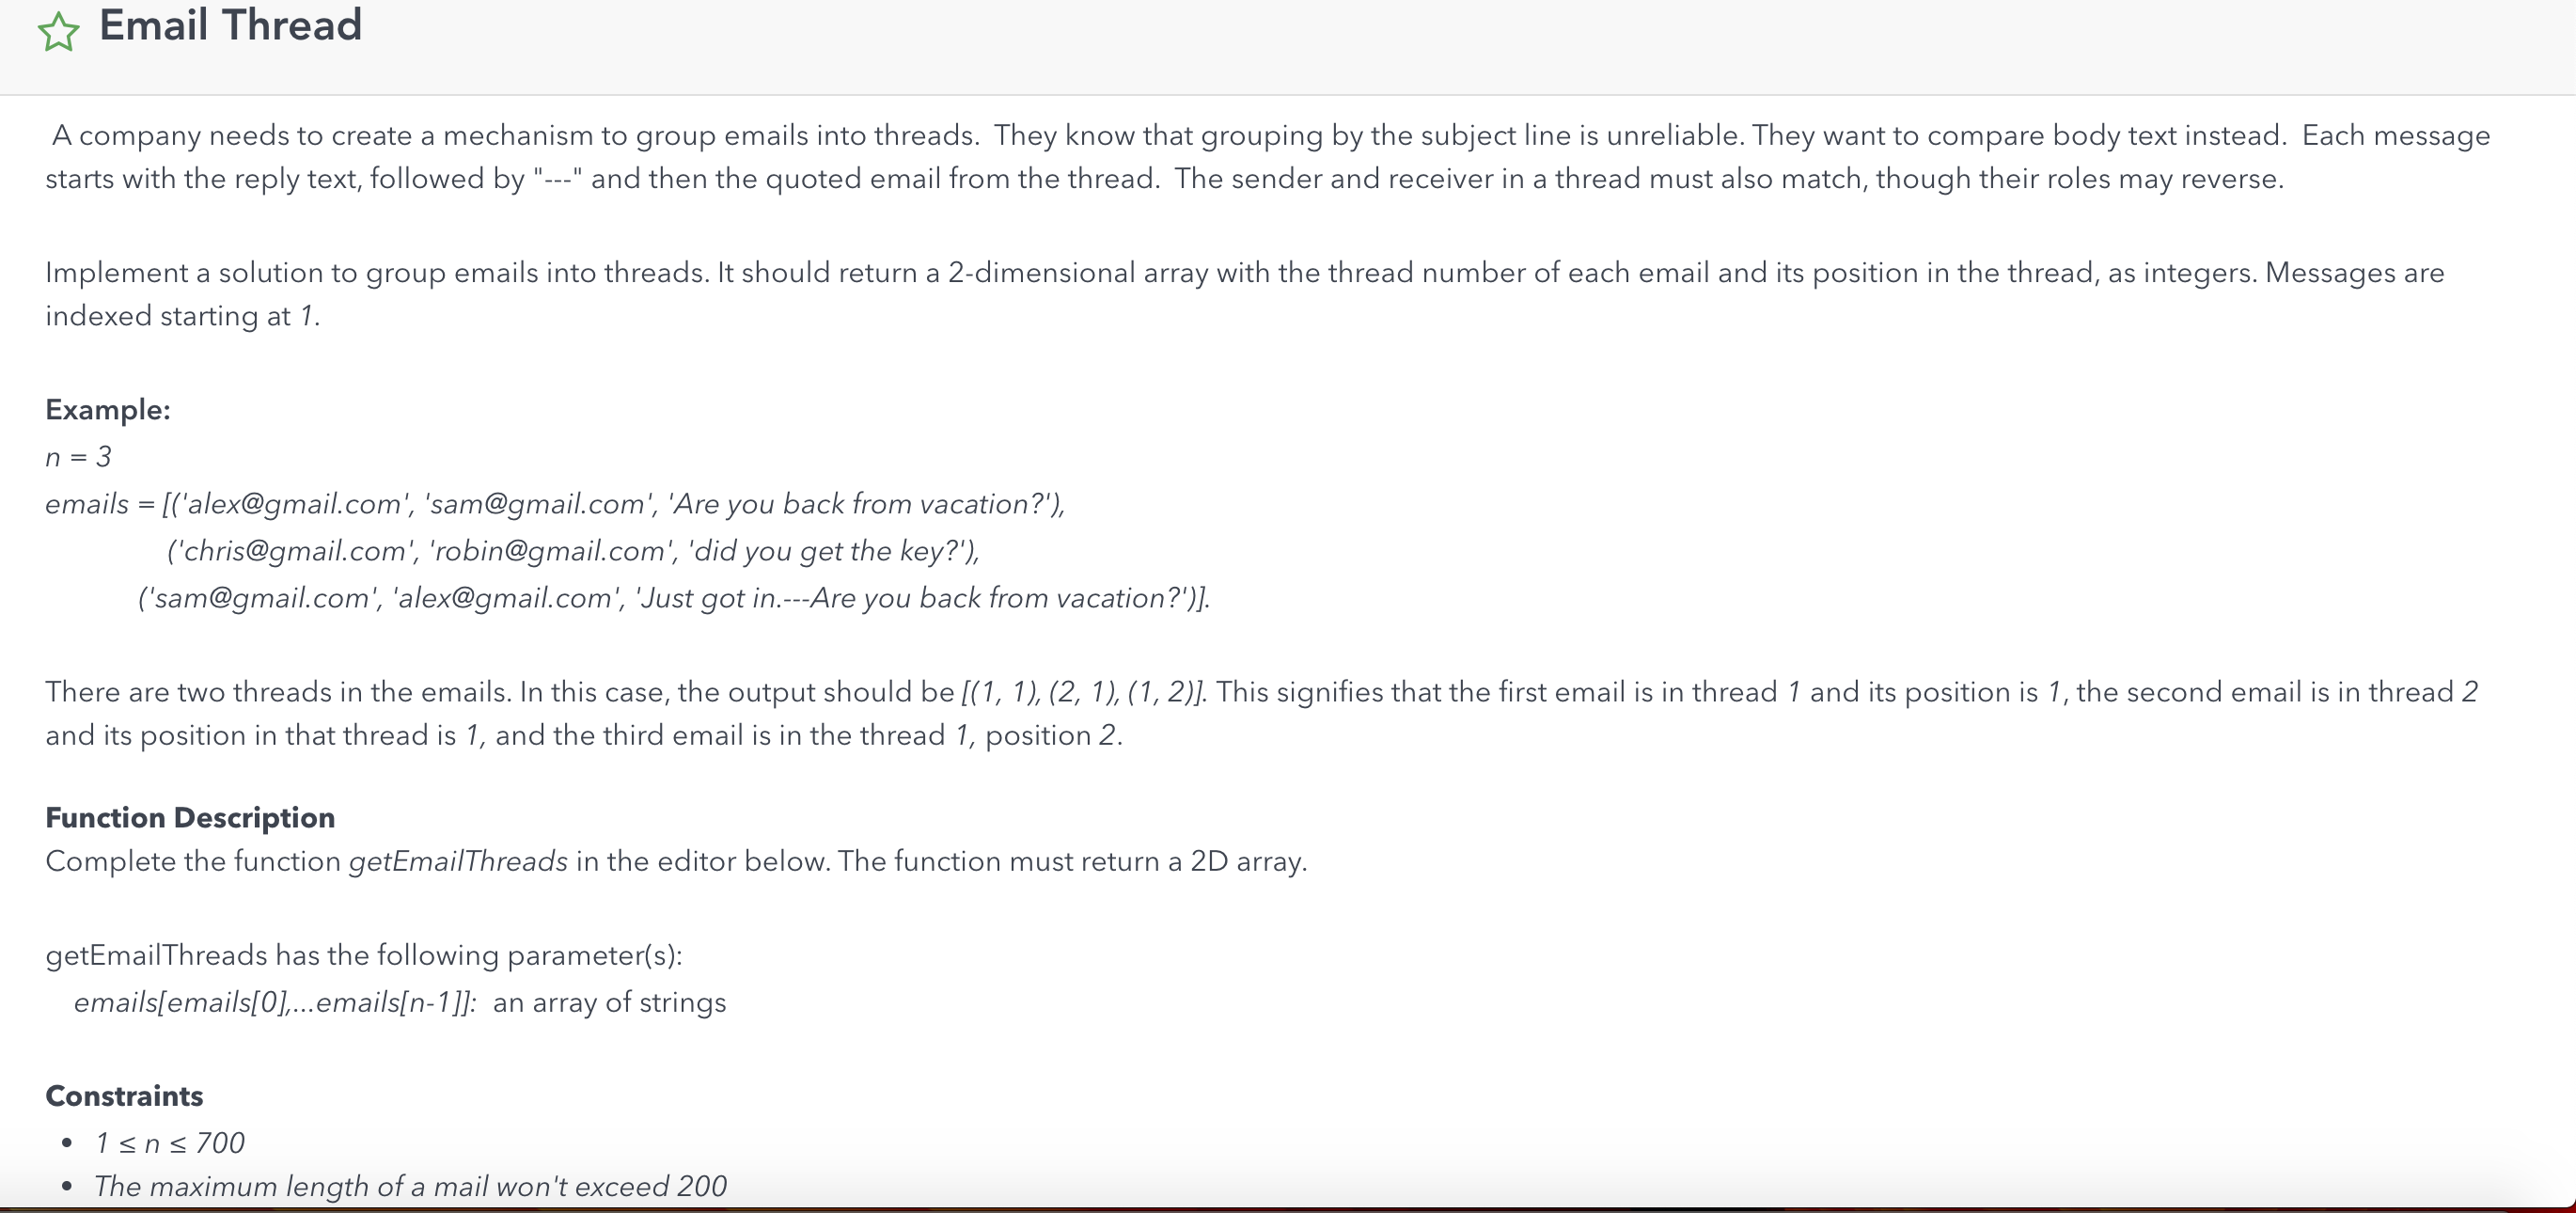 Email Thread
A company needs to create a mechanism to group emails into threads.  They know that grouping by the subject line is unreliable. They want to compare body text instead.  Each message
starts with the reply text, followed by "---" and then the quoted email from the thread.  The sender and receiver in a thread must also match, though their roles may reverse.
Implement a solution to group emails into threads. It should return a 2-dimensional array with the thread number of each email and its position in the thread, as integers. Messages are
indexed starting at 1.
Example:
n = 3
emails = [('alex@gmail.com', 'sam@gmail.com', 'Are you back from vacation?'),
('chris@gmail.com', 'robin@gmail.com', 'did you get the key?'),
('sam@gmail.com', 'alex@gmail.com', 'Just got in.---Are you back from vacation?')].
There are two threads in the emails. In this case, the output should be [(1, 1), (2, 1), (1, 2)]. This signifies that the first email is in thread 1 and its position is 1, the second email is in thread 2
and its position in that thread is 1, and the third email is in the thread 1, position 2.
Function Description
Complete the function getEmailThreads in the editor below. The function must return a 2D array.
getEmailThreads has the following parameter(s):
emails[emails[0],...emails[n-1]]:  an array of strings
Constraints
• 1 ≤ n ≤ 700
• The maximum length of a mail won't exceed 200